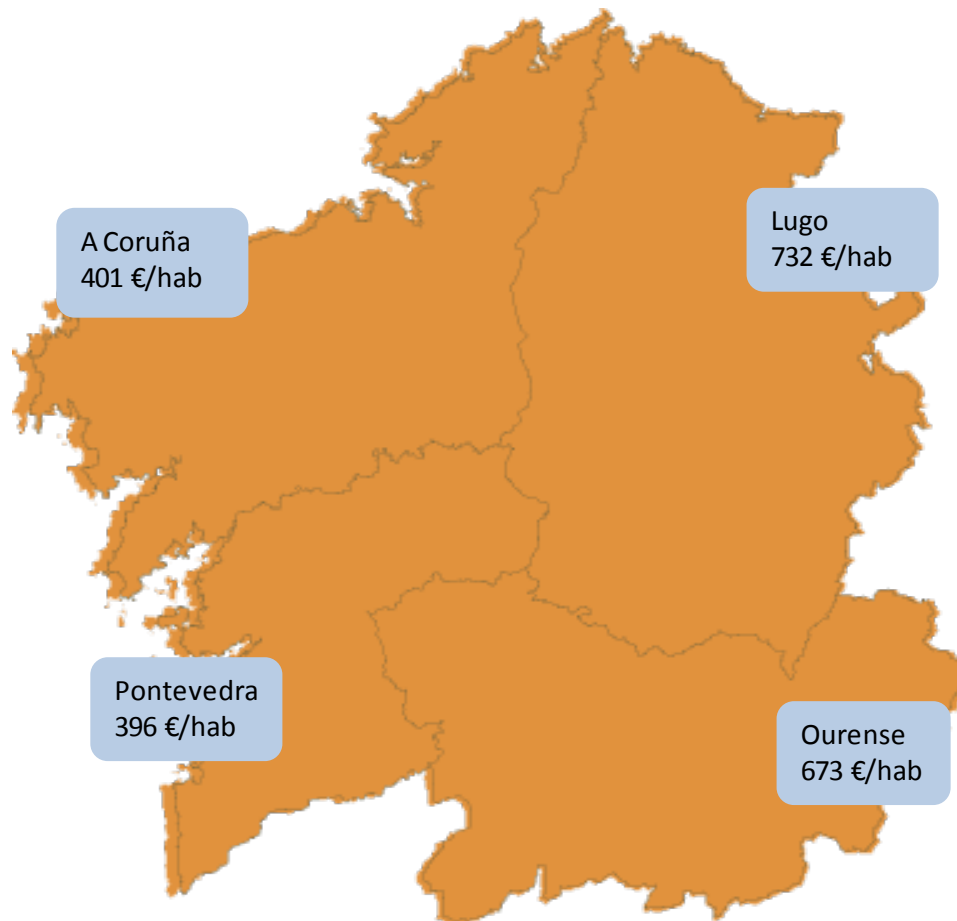 A Coruña
401 €/hab
Lugo
732 €/hab
Pontevedra
396 €/hab
Ourense
673 €/hab